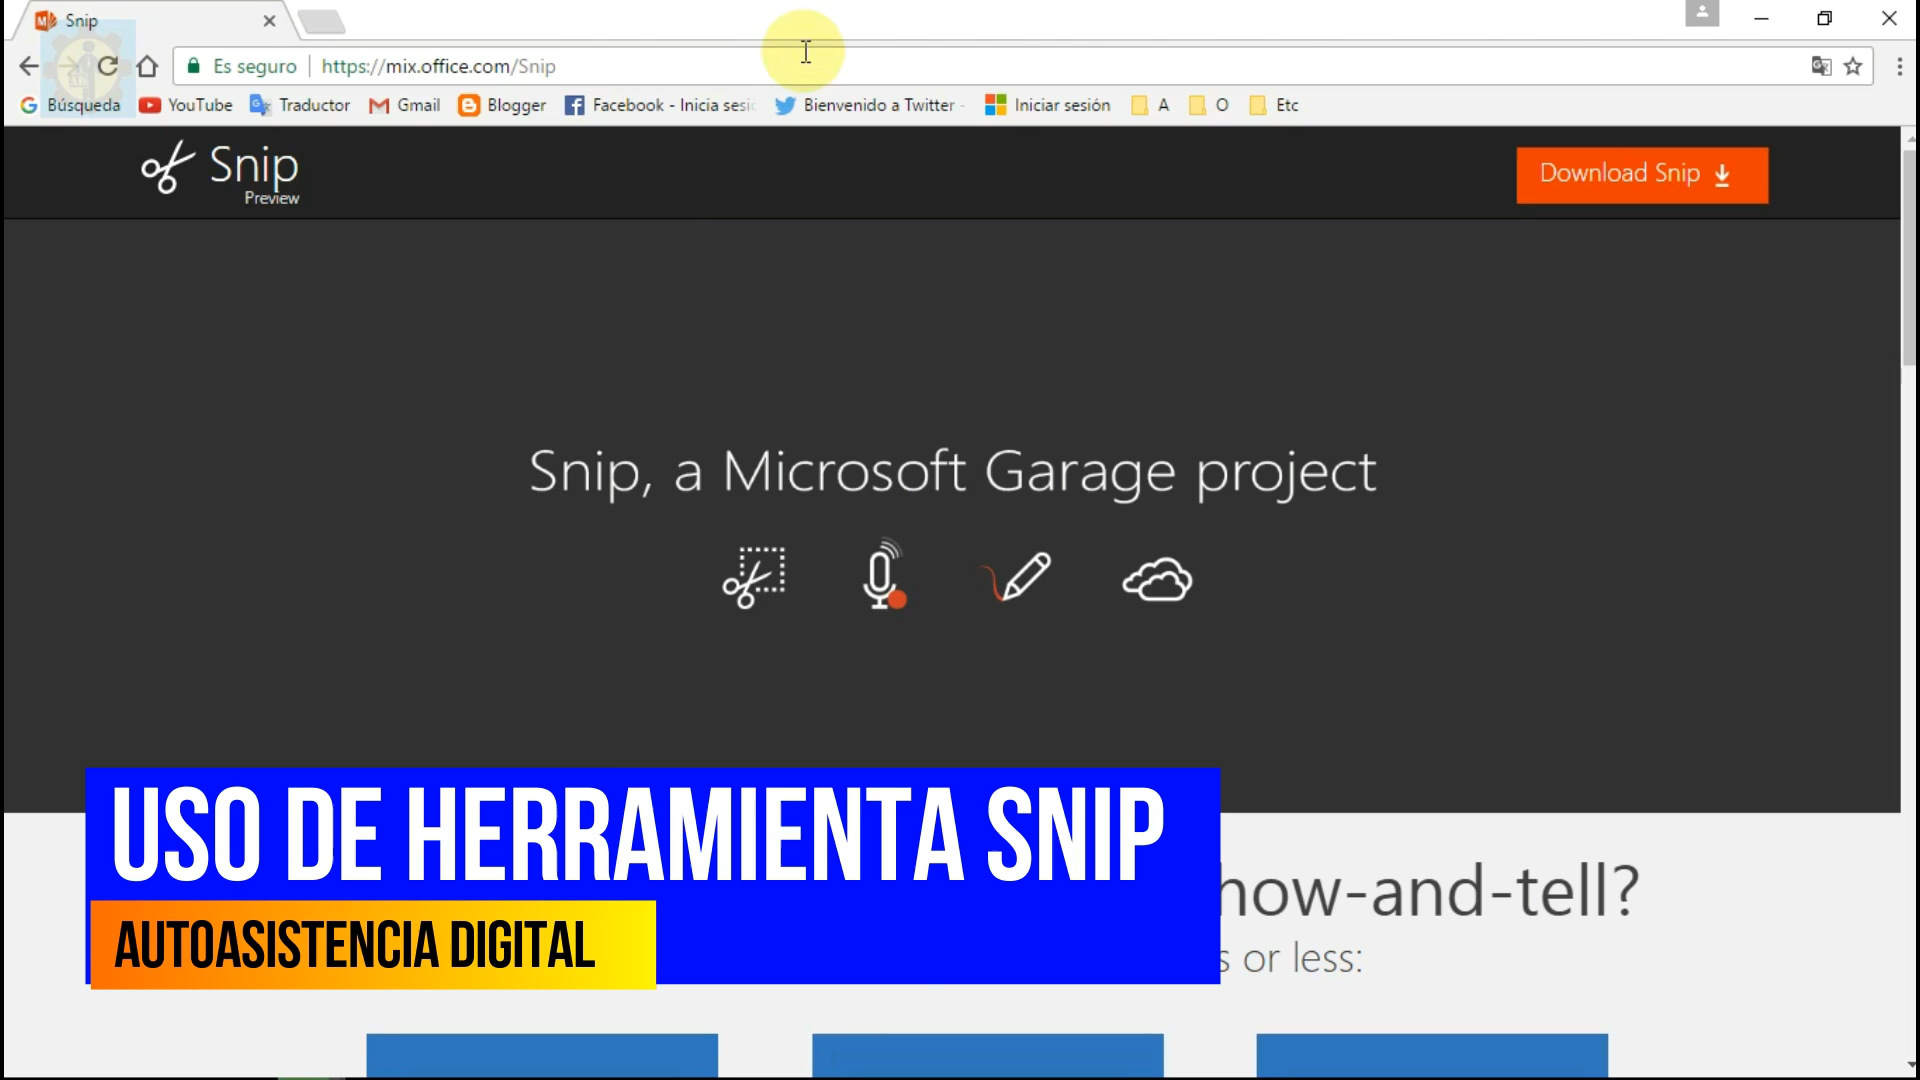 Snip
Es seguro
https://mix.office.com/Snip
Búsqueda YouTube Traductor Gmail Blogger Facebook - Inicia sesi Bienvenido a Twitter - Iniciar sesión A O Etc
Snip
Preview
Download Snip
Snip, a Microsoft Garage project
USO DE HERRAMIENTA SNIP
AUTOASISTENCIA DIGITAL
how-and-tell?
s or less: